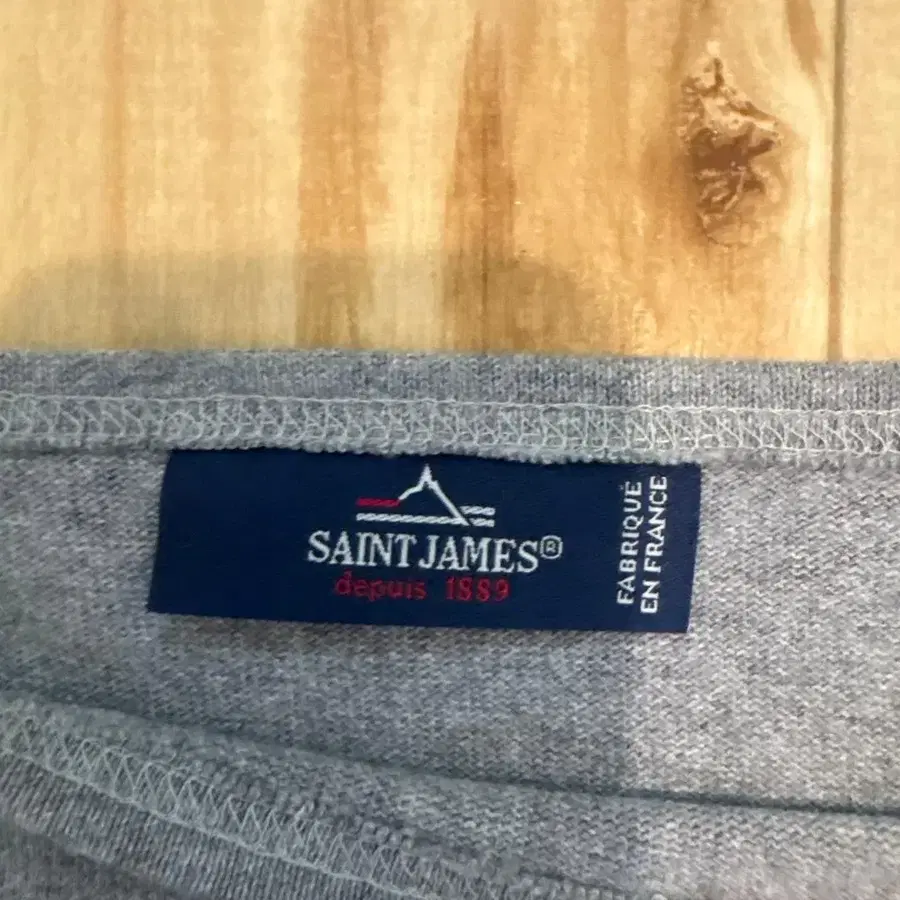 SAINT JAMES®
depuis 1889
FABRIQUÉ
EN FRANCE